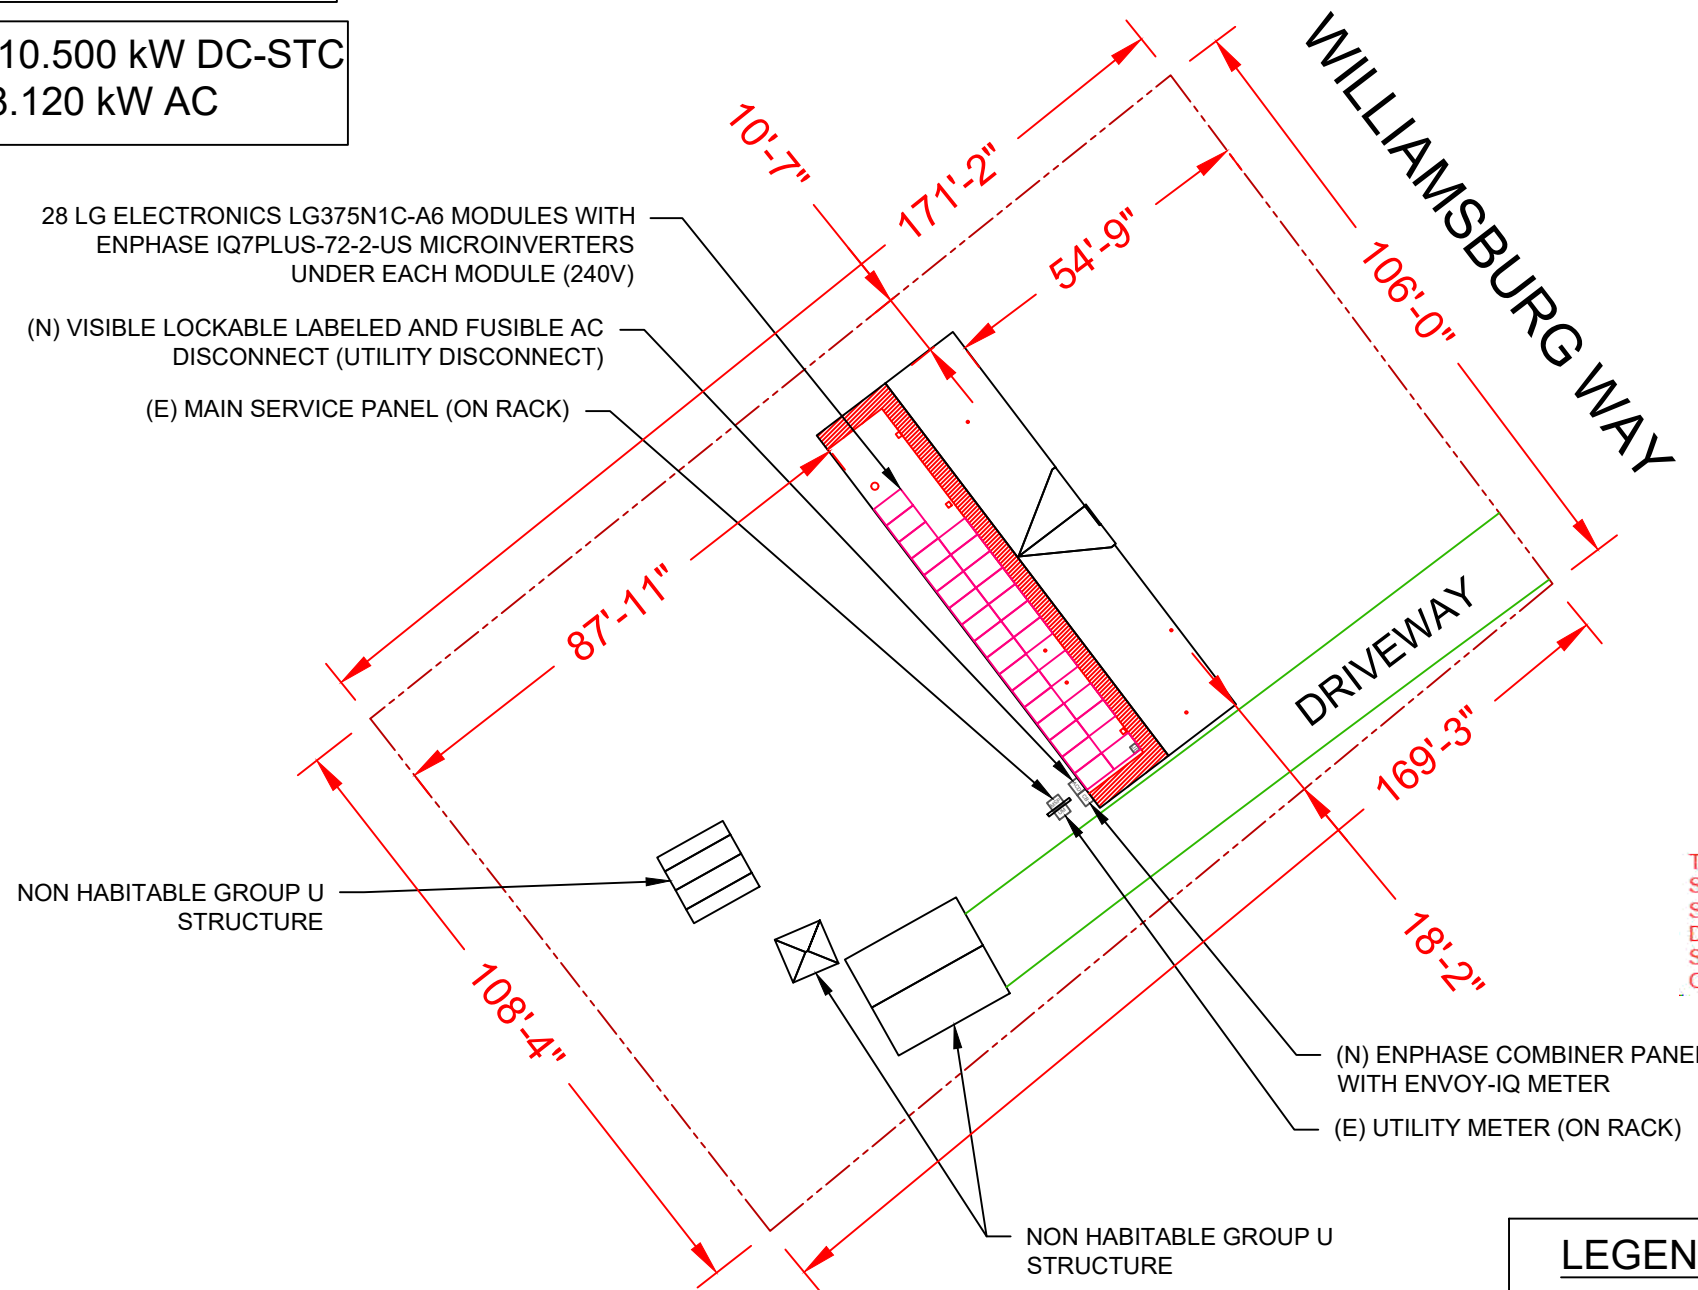 10.500 kW DC-STC
.120 kW AC
WILLIAMSBURG WAY
10'-7"
171'-2"
54'-9"
106'-0"
28 LG ELECTRONICS LG375N1C-A6 MODULES WITH
ENPHASE IQ7PLUS-72-2-US MICROINVERTERS
UNDER EACH MODULE (240V)
(N) VISIBLE LOCKABLE LABELED AND FUSIBLE AC
DISCONNECT (UTILITY DISCONNECT)
(E) MAIN SERVICE PANEL (ON RACK)
87'-11"
DRIVEWAY
169'-3"
18'-2"
NON HABITABLE GROUP U
STRUCTURE
108'-4"
(N) ENPHASE COMBINER PANEL
WITH ENVOY-IQ METER
(E) UTILITY METER (ON RACK)
NON HABITABLE GROUP U
STRUCTURE
LEGEN